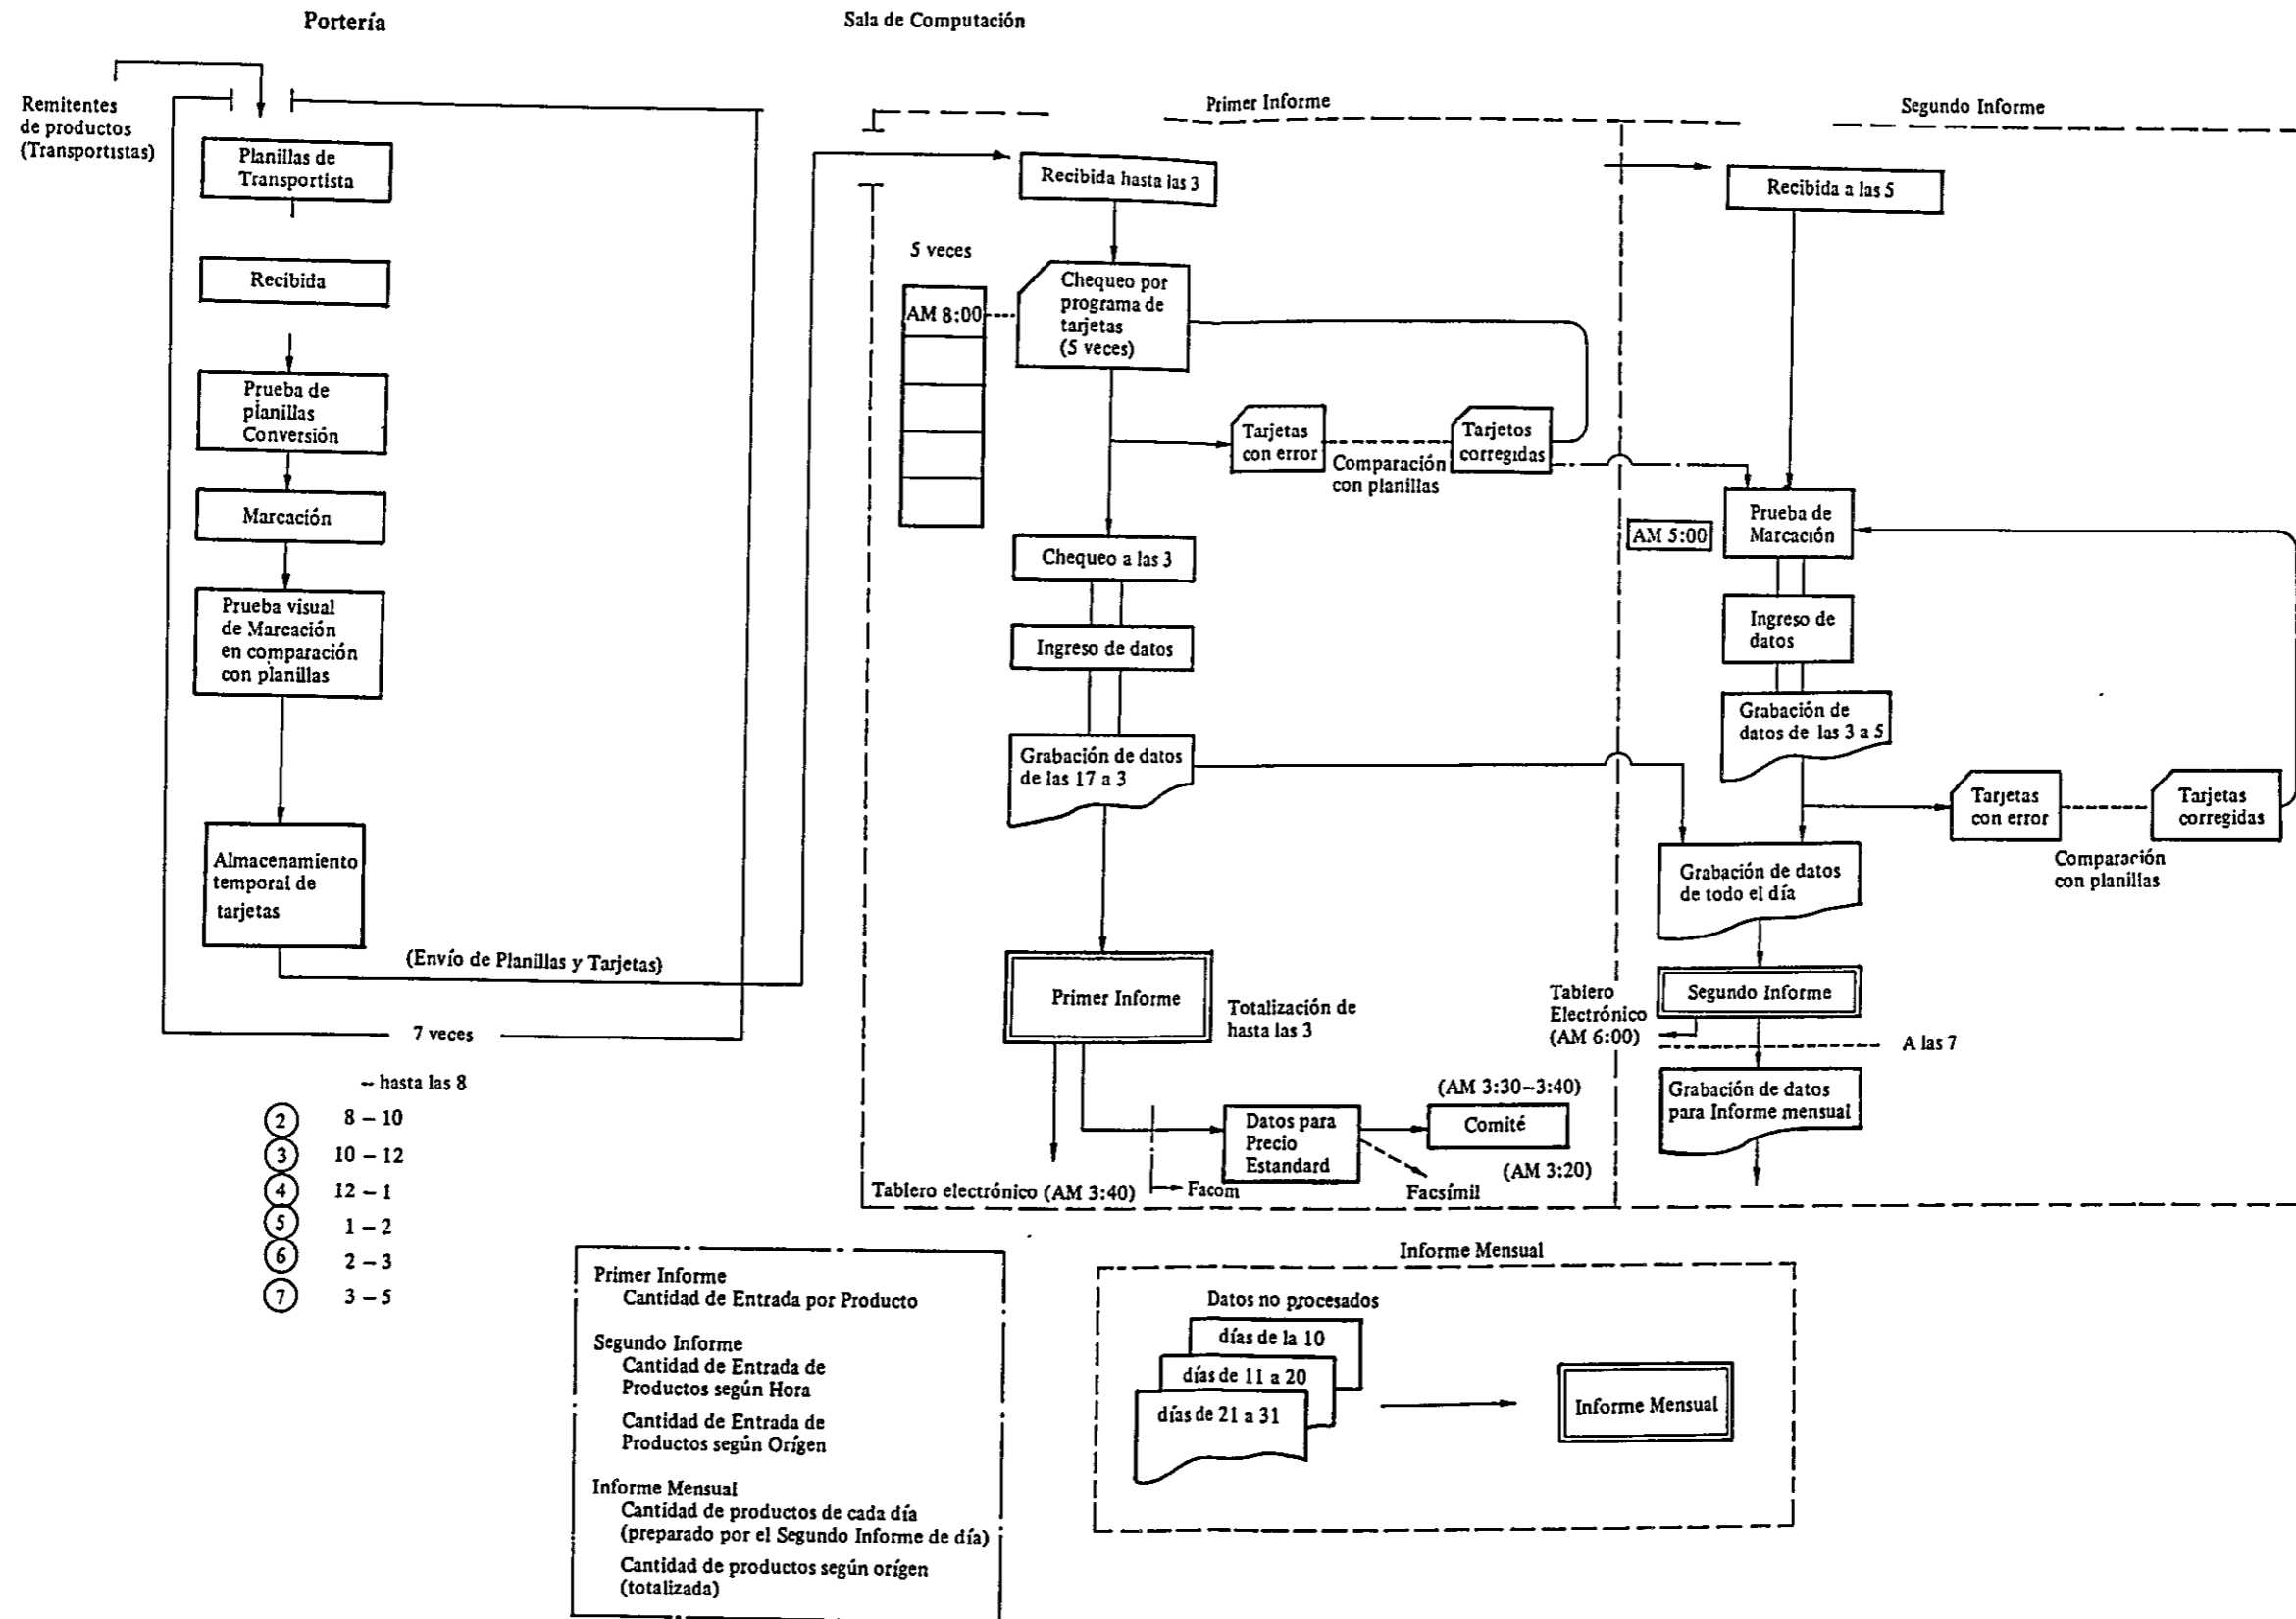 Portería
Remitentes
de productos
(Transportistas)
Planillas de
Transportista
Recibida
Prueba de
planillas
Conversión
Marcación
Prueba visual
de Marcación
en comparación
con planillas
Almacenamiento
temporal de
tarjetas
(Envío de Planillas y Tarjetas)
7 veces
-- hasta las 8
2 8 – 10
3 10 – 12
4 12 – 1
5 1 – 2
6 2 – 3
7 3 – 5
Sala de Computación
Primer Informe
Recibida hasta las 3
5 veces
AM 8:00
Chequeo por
programa de
tarjetas
(5 veces)
Tarjetas
con error
Comparación
con planillas
Tarjetos
corregidas
Chequeo a las 3
Ingreso de datos
Grabación de datos
de las 17 a 3
Primer Informe
Totalización de
hasta las 3
Datos para
Precio
Estandard
(AM 3:30–3:40)
Comité
(AM 3:20)
Facsímil
Tablero electrónico (AM 3:40)
Facom
Segundo Informe
Recibida a las 5
AM 5:00
Prueba de
Marcación
Ingreso de
datos
Grabación de
datos de las 3 a 5
Tarjetas
con error
Tarjetas
corregidas
Comparación
con planillas
Grabación de datos
de todo el día
Segundo Informe
Tablero
Electrónico
(AM 6:00)
A las 7
Grabación de datos
para Informe mensual
Primer Informe
Cantidad de Entrada por Producto
Segundo Informe
Cantidad de Entrada de
Productos según Hora
Cantidad de Entrada de
Productos según Orígen
Informe Mensual
Cantidad de productos de cada día
(preparado por el Segundo Informe de día)
Cantidad de productos según orígen
(totalizada)
Informe Mensual
Datos no procesados
días de la 10
días de 11 a 20
días de 21 a 31
Informe Mensual